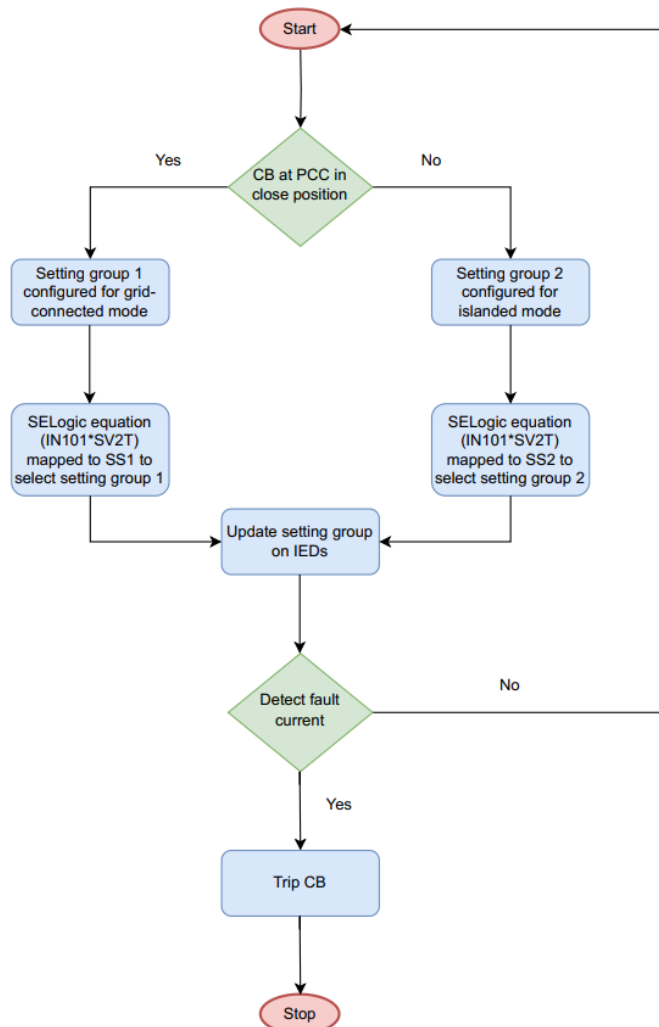 Start
CB at PCC in
close position
Yes
No
Setting group 1
configured for grid-
connected mode
Setting group 2
configured for
islanded mode
SELogic equation
(IN101*SV2T)
mapped to SS1 to
select setting group 1
SELogic equation
(IN101*SV2T)
mapped to SS2 to
select setting group 2
Update setting group
on IEDs
Detect fault
current
No
Yes
Trip CB
Stop